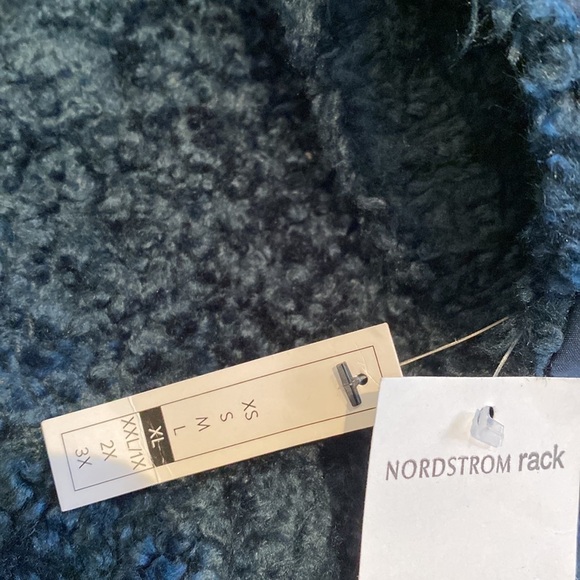 XS
S
M
L
XL
XXL/1X
2X
3X
NORDSTROM rack